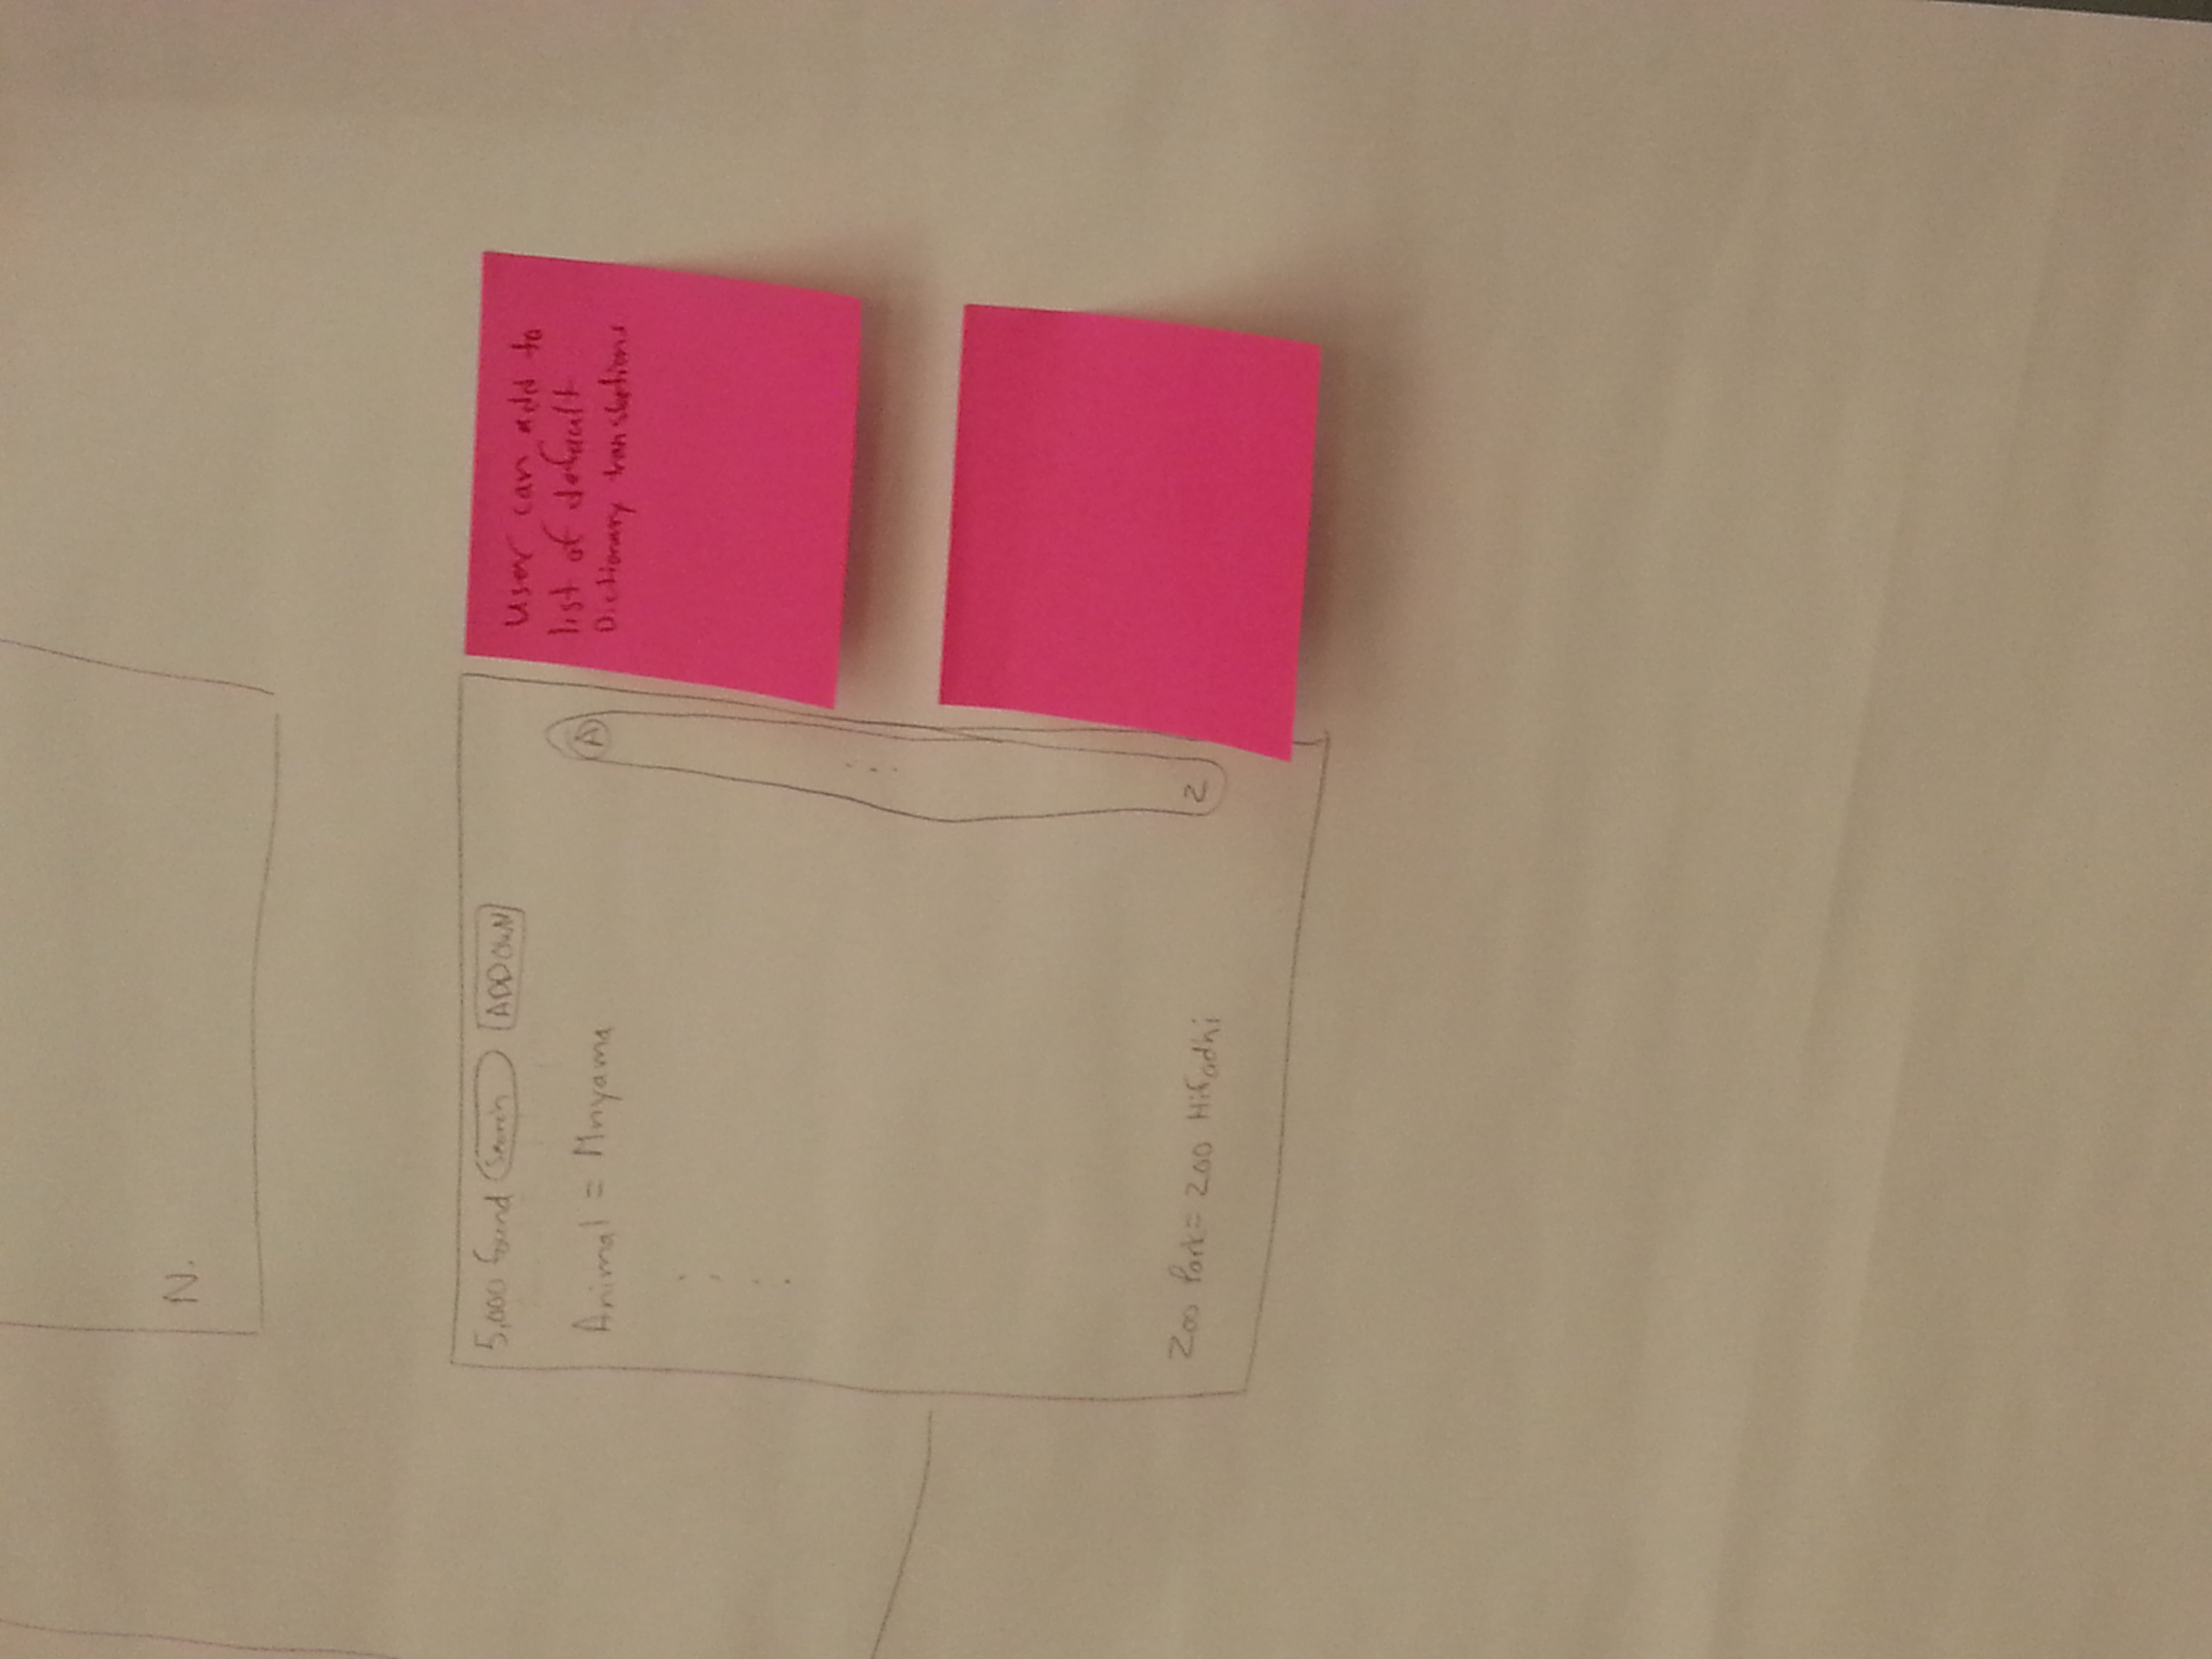 N.
5,000 found Search ADD OWN
Animal = Mnyama
A
User can add to
list of default
Dictionary translations
Zoo Park = Zoo Hifadhi
Z